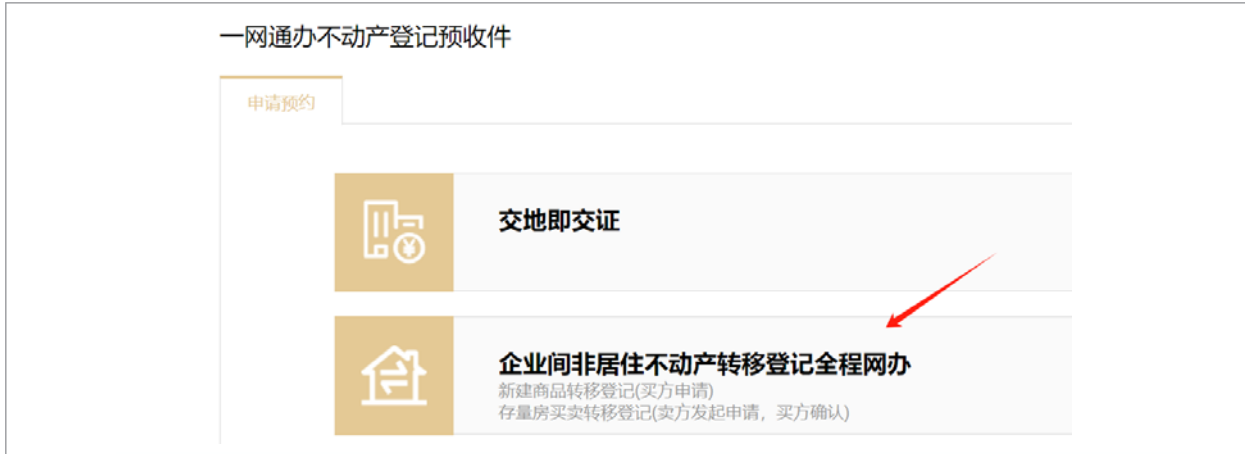 一网通办不动产登记预收件
申请预约
交地即交证
企业间非居住不动产转移登记全程网办
新建商品转移登记(买方申请)
存量房买卖转移登记(卖方发起申请，买方确认)